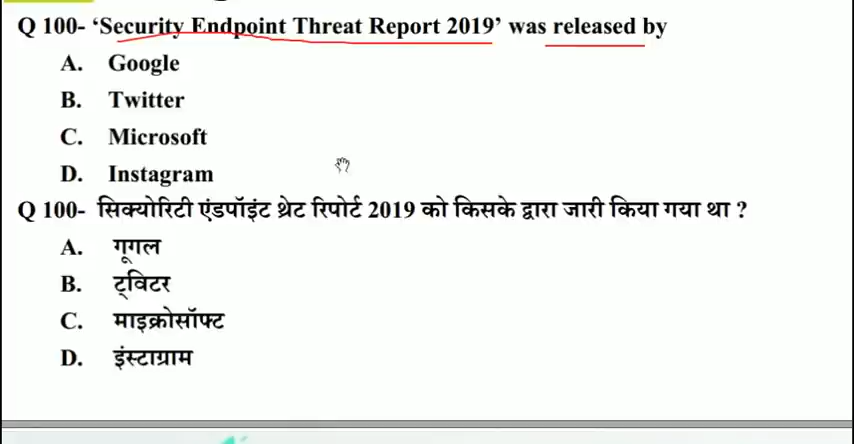 Q 100- ‘Security Endpoint Threat Report 2019’ was released by
A. Google
B. Twitter
C. Microsoft
D. Instagram
Q 100- सिक्योरिटी एंडपॉइंट थ्रेट रिपोर्ट 2019 को किसके द्वारा जारी किया गया था ?
A. गूगल
B. ट्विटर
C. माइक्रोसॉफ्ट
D. इंस्टाग्राम